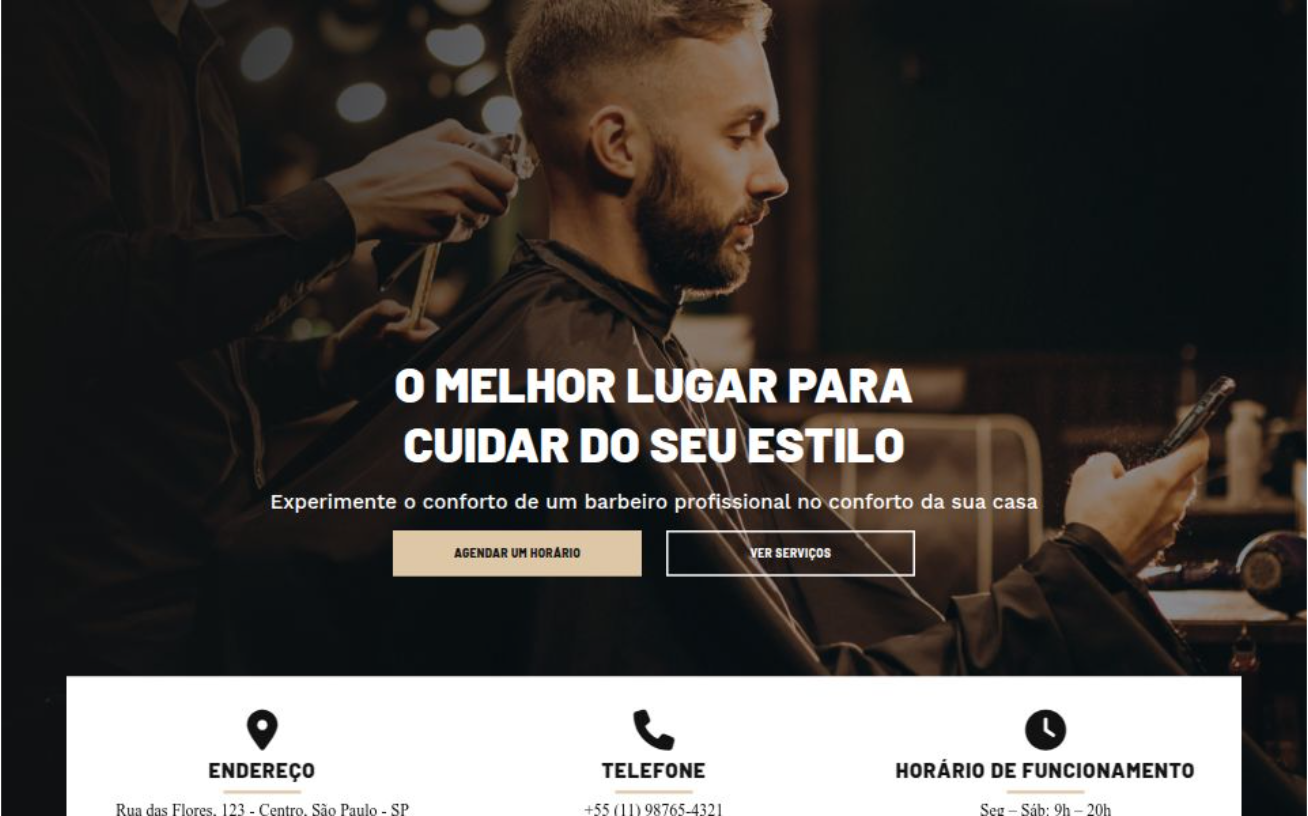 O MELHOR LUGAR PARA
CUIDAR DO SEU ESTILO
Experimente o conforto de um barbeiro profissional no conforto da sua casa
AGENDAR UM HORÁRIO
VER SERVIÇOS
ENDEREÇO
TELEFONE
HORÁRIO DE FUNCIONAMENTO
Rua das Flores, 123 - Centro, São Paulo - SP
+55 (11) 98765-4321
Seg – Sáb: 9h – 20h